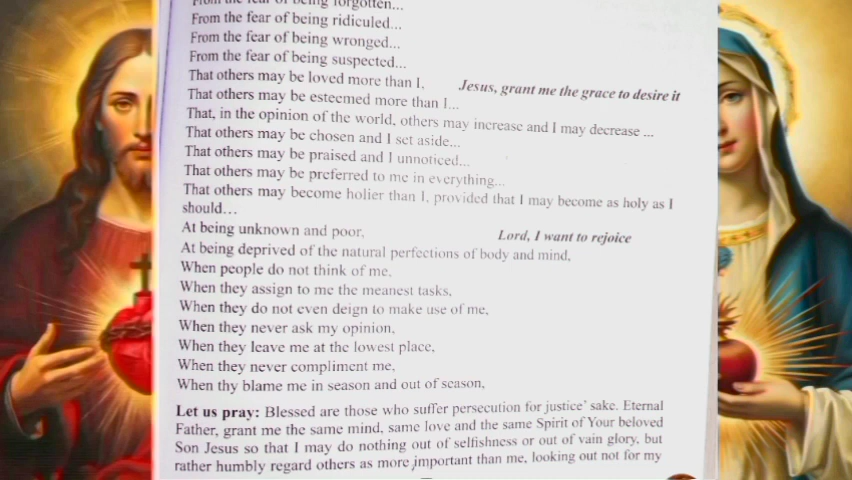 From the fear of being forgotten...
From the fear of being ridiculed...
From the fear of being wronged...
From the fear of being suspected...
That others may be loved more than I, Jesus, grant me the grace to desire it
That others may be esteemed more than I...
That, in the opinion of the world, others may increase and I may decrease ...
That others may be chosen and I set aside...
That others may be praised and I unnoticed...
That others may be preferred to me in everything...
That others may become holier than I, provided that I may become as holy as I
should...
At being unknown and poor, Lord, I want to rejoice
At being deprived of the natural perfections of body and mind,
When people do not think of me,
When they assign to me the meanest tasks,
When they do not even deign to make use of me,
When they never ask my opinion,
When they leave me at the lowest place,
When they never compliment me,
When thy blame me in season and out of season,
Let us pray: Blessed are those who suffer persecution for justice' sake. Eternal
Father, grant me the same mind, same love and the same Spirit of Your beloved
Son Jesus so that I may do nothing out of selfishness or out of vain glory, but
rather humbly regard others as more important than me, looking out not for my